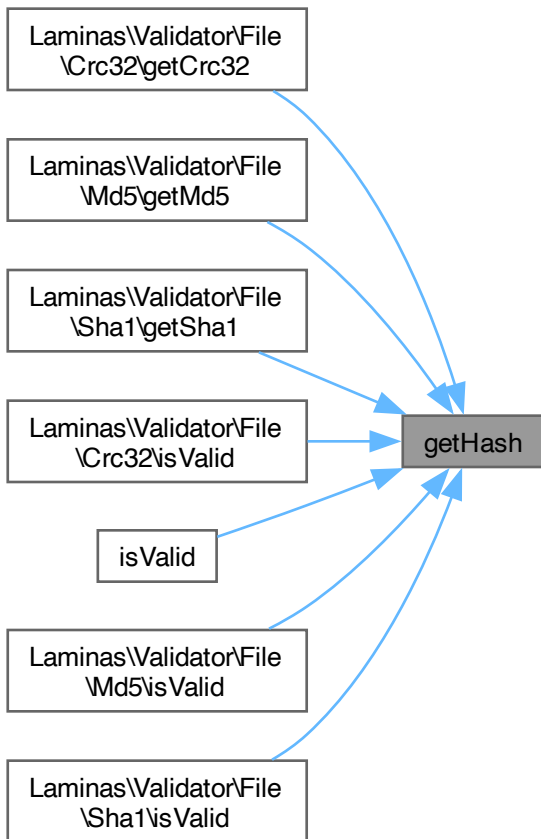 Laminas\Validator\File
\Crc32\getCrc32
Laminas\Validator\File
\Md5\getMd5
Laminas\Validator\File
\Sha1\getSha1
Laminas\Validator\File
\Crc32\isValid
getHash
isValid
Laminas\Validator\File
\Md5\isValid
Laminas\Validator\File
\Sha1\isValid